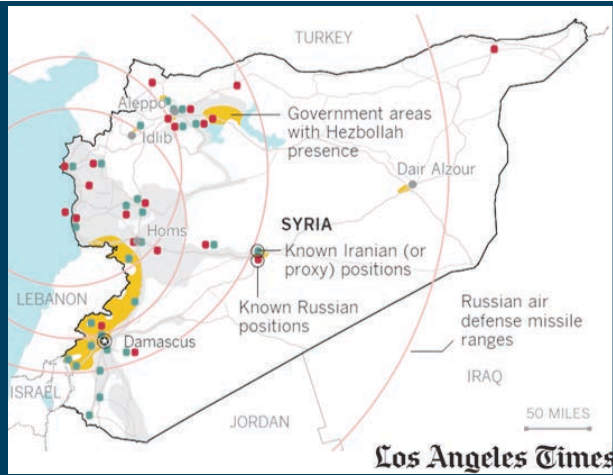 TURKEY
Aleppo
Idlib
Government areas
with Hezbollah
presence
Dair Alzour
SYRIA
Homs
Known Iranian (or
proxy) positions
LEBANON
Known Russian
positions
Russian air
defense missile
ranges
Damascus
ISRAEL
IRAQ
JORDAN
50 MILES
Los Angeles Times